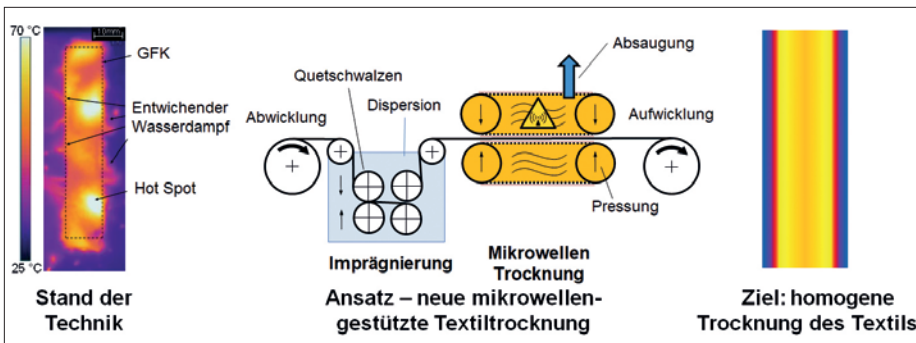 70 °C
10mm
GFK
Entwichender
Wasserdampf
Hot Spot
25 °C
Stand der
Technik
Absaugung
Quetschwalzen
Dispersion
Abwicklung
Aufwicklung
Pressung
Imprägnierung
Mikrowellen
Trocknung
Ansatz – neue mikrowellen-
gestützte Textiltrocknung
Ziel: homogene
Trocknung des Textils